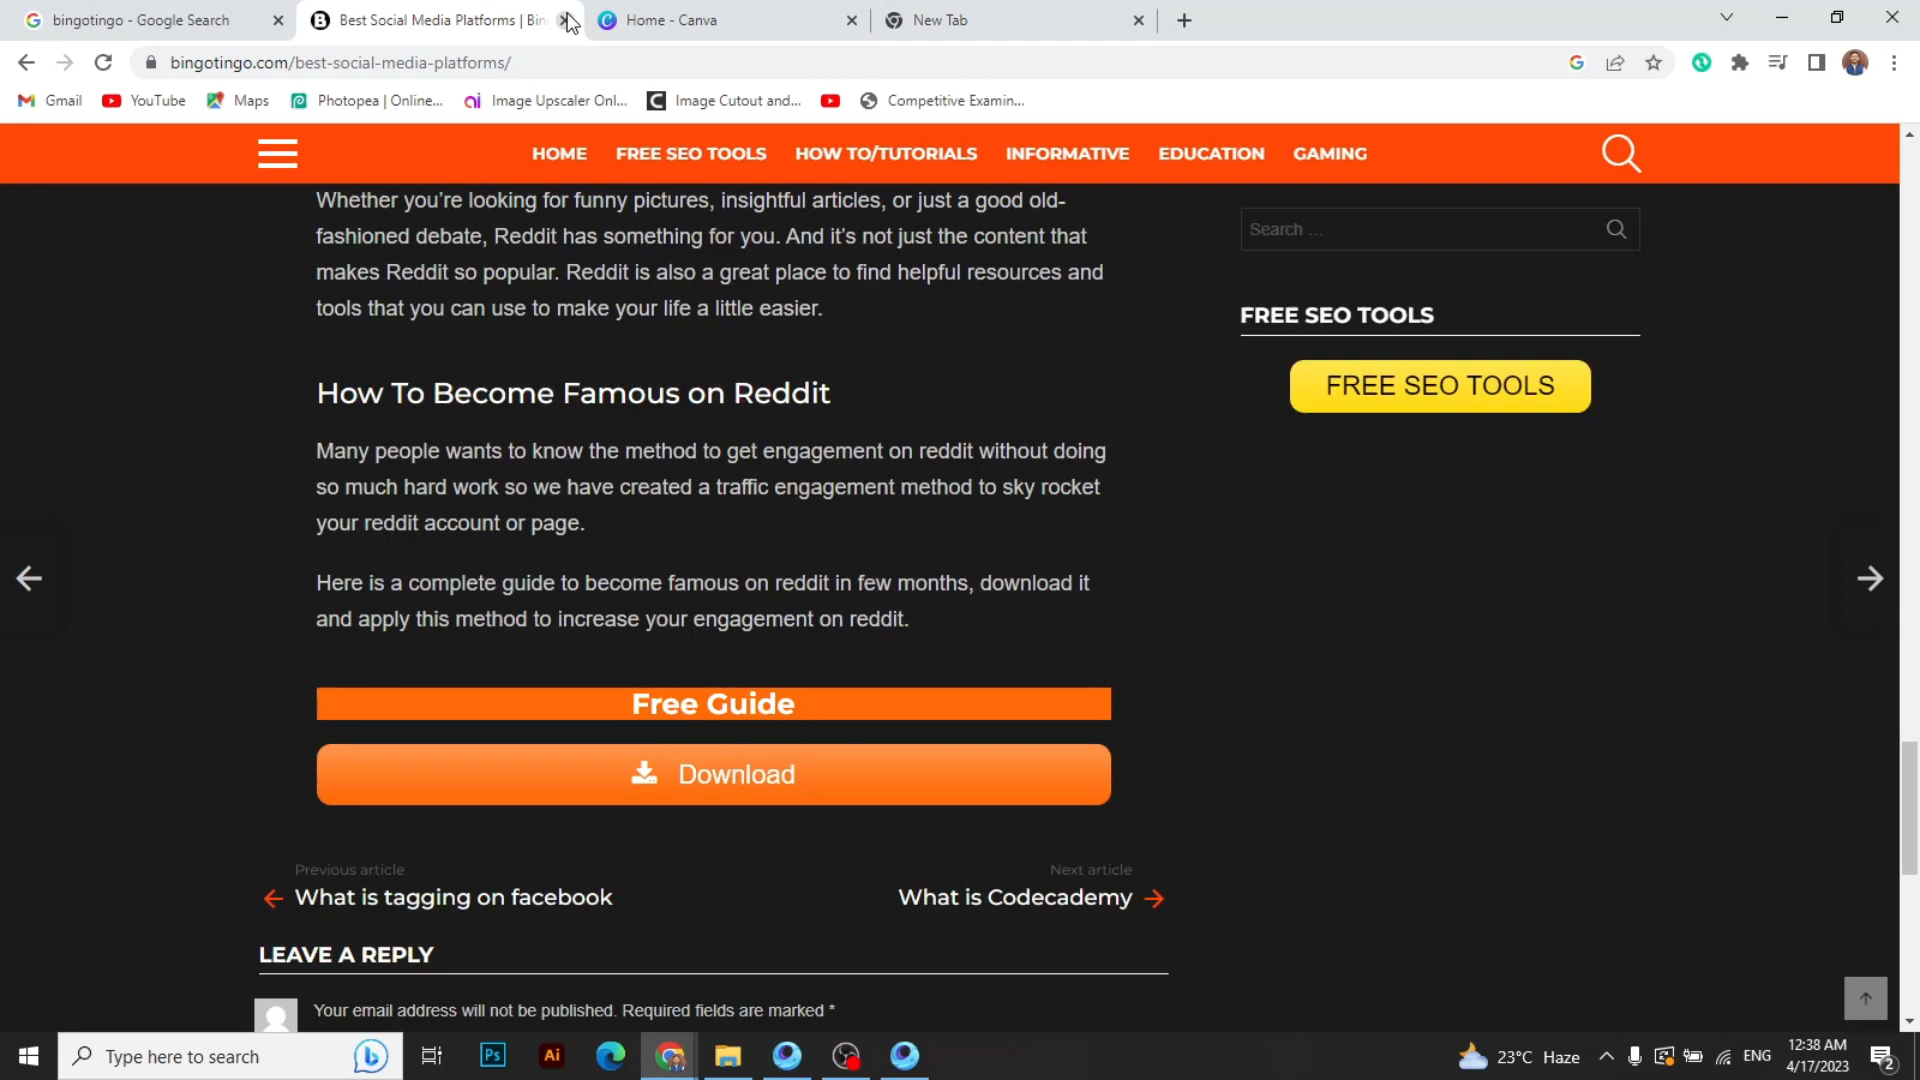 bingotingo - Google Search
Best Social Media Platforms | Bin
Home - Canva
New Tab
bingotingo.com/best-social-media-platforms/
Gmail
YouTube
Maps
Photopea | Online...
Image Upscaler Onl...
Image Cutout and...
Competitive Examin...
HOME
FREE SEO TOOLS
HOW TO/TUTORIALS
INFORMATIVE
EDUCATION
GAMING
Whether you're looking for funny pictures, insightful articles, or just a good old-
fashioned debate, Reddit has something for you. And it's not just the content that
makes Reddit so popular. Reddit is also a great place to find helpful resources and
tools that you can use to make your life a little easier.
Search ...
FREE SEO TOOLS
FREE SEO TOOLS
How To Become Famous on Reddit
Many people wants to know the method to get engagement on reddit without doing
so much hard work so we have created a traffic engagement method to sky rocket
your reddit account or page.
Here is a complete guide to become famous on reddit in few months, download it
and apply this method to increase your engagement on reddit.
Free Guide
Download
Previous article
What is tagging on facebook
Next article
What is Codecademy
LEAVE A REPLY
Your email address will not be published. Required fields are marked *
Type here to search
Ps
Ai
23°C Haze
ENG
12:38 AM
4/17/2023
2